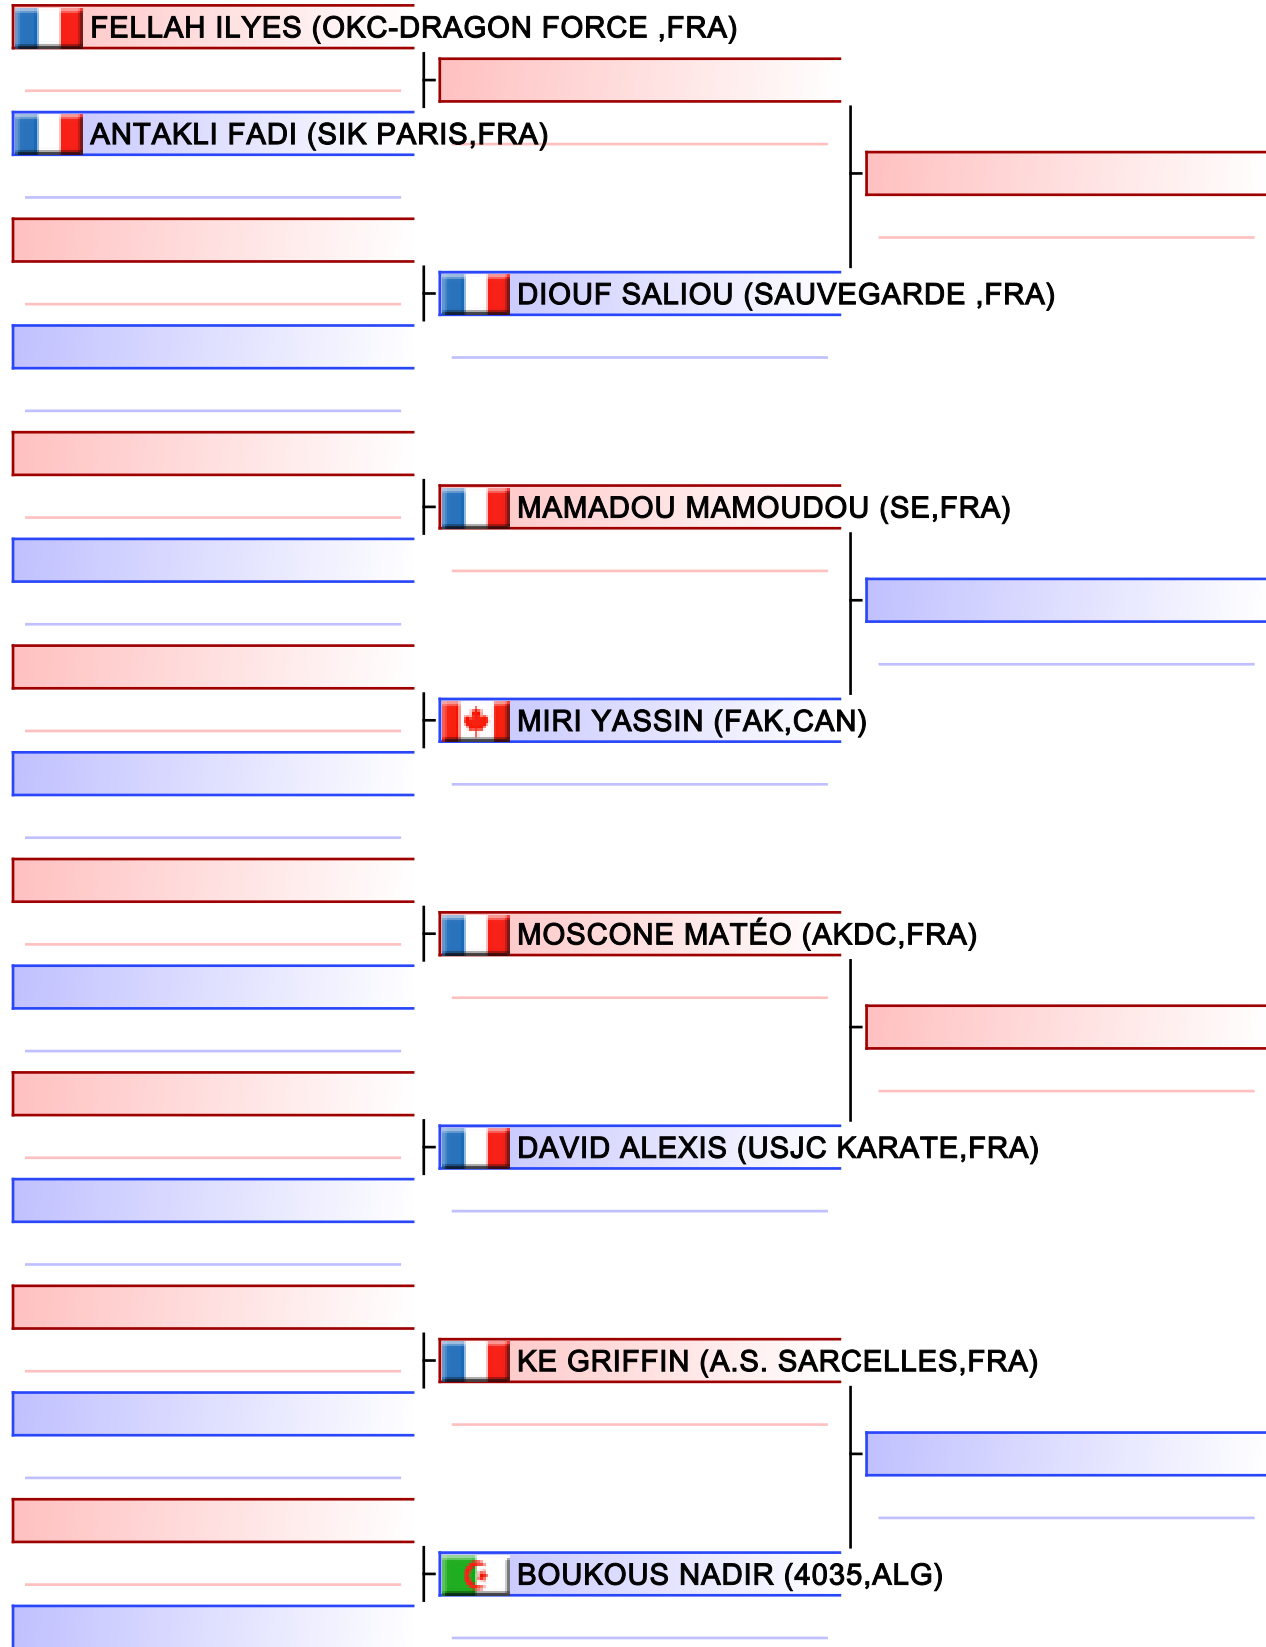 FELLAH ILYES (OKC-DRAGON FORCE ,FRA)
ANTAKLI FADI (SIK PARIS,FRA)
DIOUF SALIOU (SAUVEGARDE ,FRA)
MAMADOU MAMOUDOU (SE,FRA)
MIRI YASSIN (FAK,CAN)
MOSCONE MATÉO (AKDC,FRA)
DAVID ALEXIS (USJC KARATE,FRA)
KE GRIFFIN (A.S. SARCELLES,FRA)
BOUKOUS NADIR (4035,ALG)